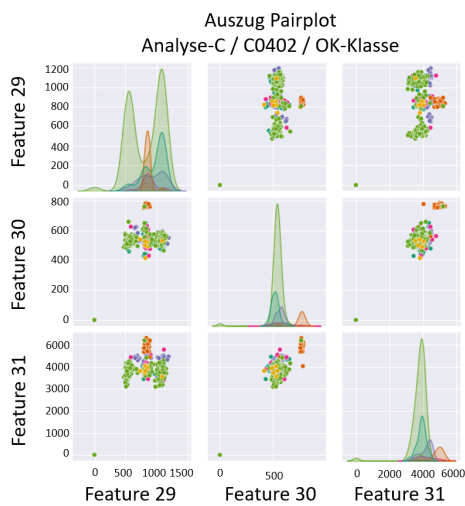 Auszug Pairplot
Analyse-C / C0402 / OK-Klasse
Feature 29
1200
1000
800
600
400
200
0
Feature 30
800
600
400
200
0
Feature 31
6000
5000
4000
3000
2000
1000
0
0 500 1000 1500
0 500
0 2000 4000 6000
Feature 29 Feature 30 Feature 31